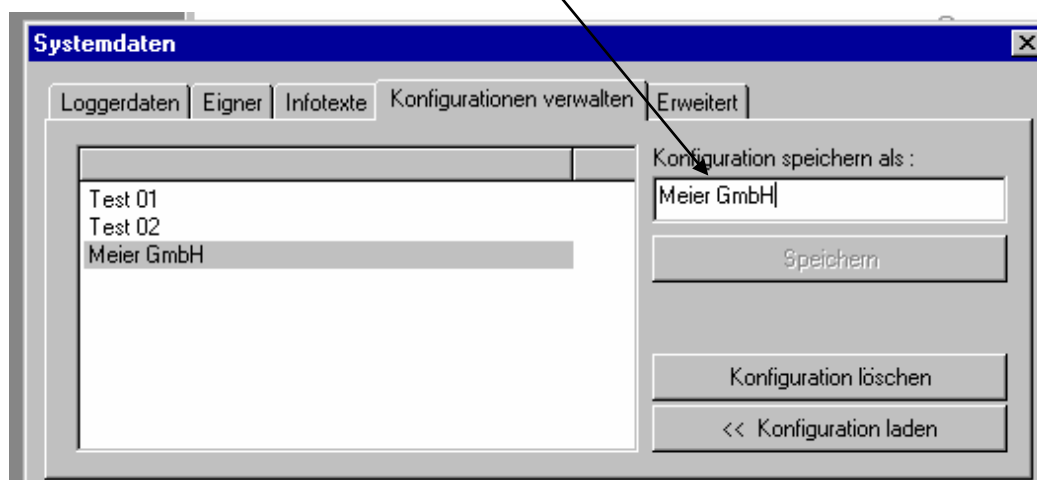 Systemdaten
Loggerdaten Eigner Infotexte Konfigurationen verwalten Erweitert
Test 01
Test 02
Meier GmbH
Konfiguration speichern als :
Meier GmbH
Speichern
Konfiguration löschen
<< Konfiguration laden